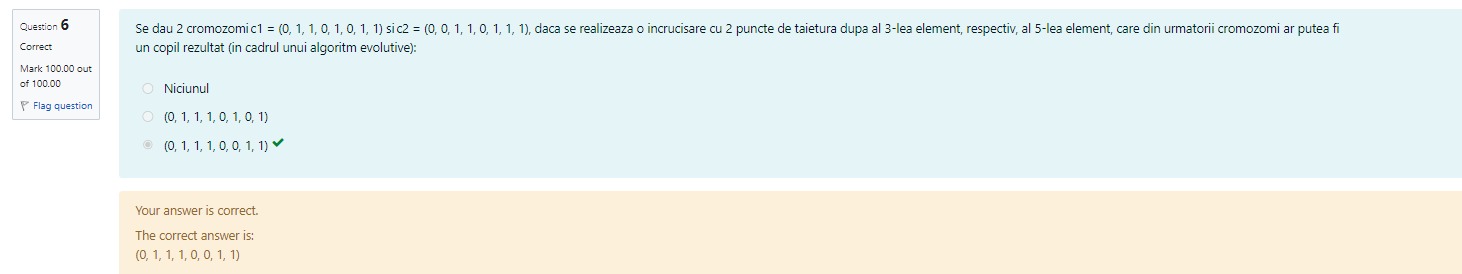 Question 6
Correct
Mark 100.00 out
of 100.00
Flag question
Se dau 2 cromozomi c1 = (0, 1, 1, 0, 1, 0, 1, 1) si c2 = (0, 0, 1, 1, 0, 1, 1, 1), daca se realizeaza o incrucisare cu 2 puncte de taietura dupa al 3-lea element, respectiv, al 5-lea element, care din urmatorii cromozomi ar putea fi
un copil rezultat (in cadrul unui algoritm evolutive):
Niciunul
(0, 1, 1, 1, 0, 1, 0, 1)
(0, 1, 1, 1, 0, 0, 1, 1)
Your answer is correct.
The correct answer is:
(0, 1, 1, 1, 0, 0, 1, 1)